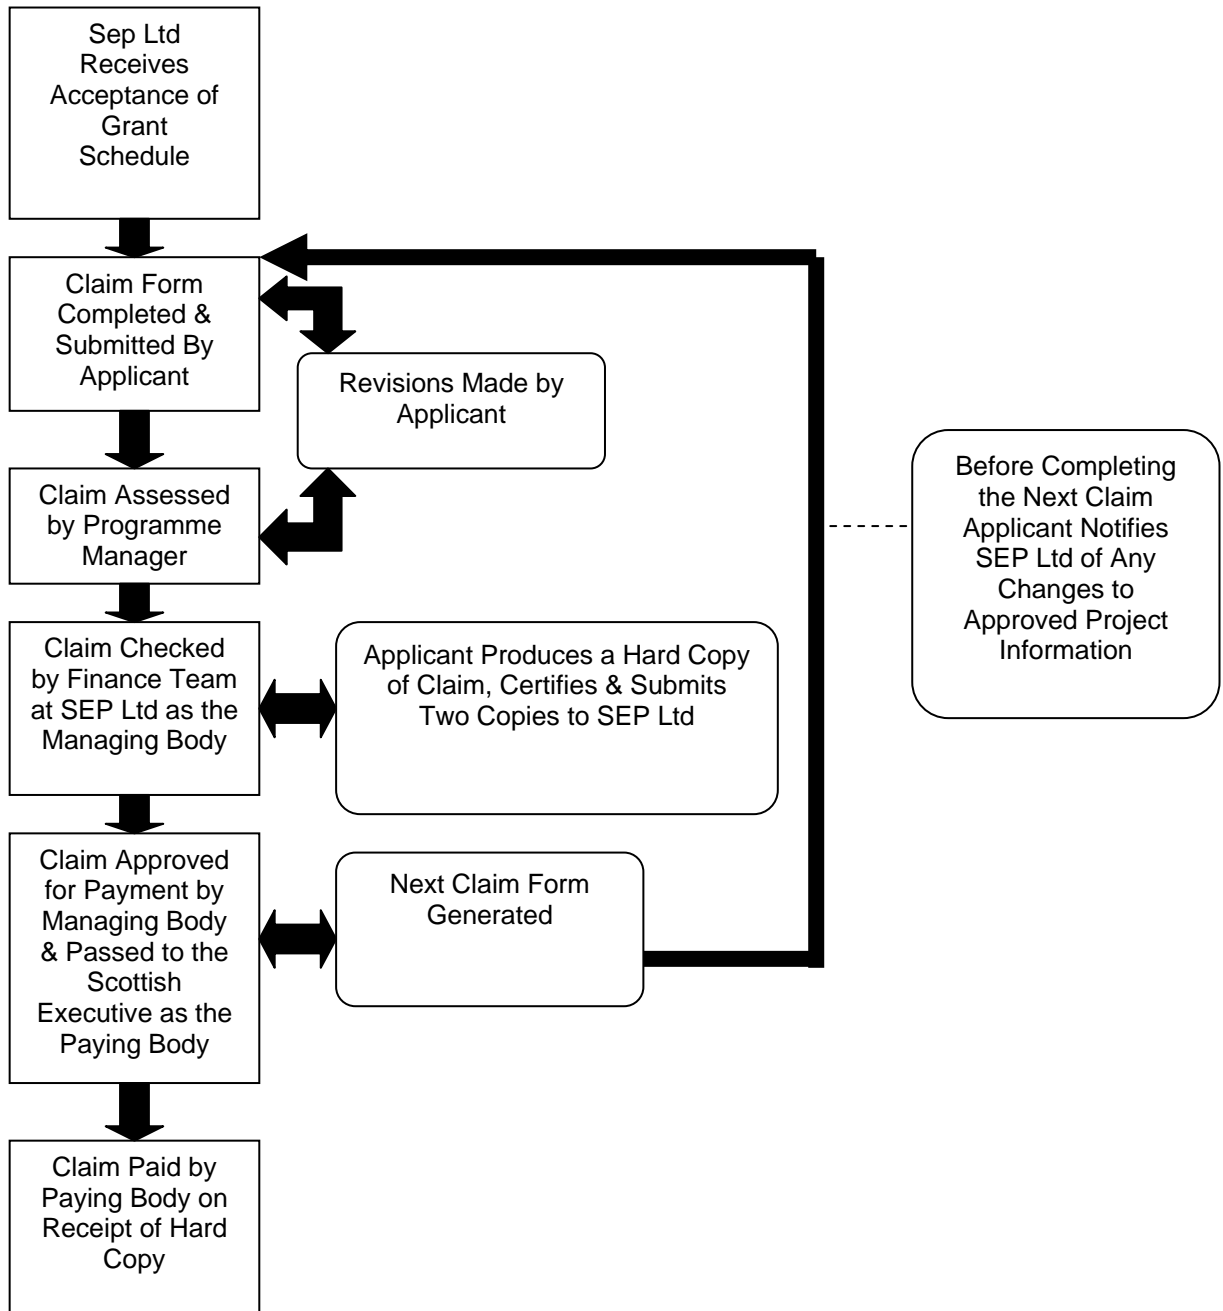 Sep Ltd
Receives
Acceptance of
Grant
Schedule
Claim Form
Completed &
Submitted By
Applicant
Revisions Made by
Applicant
Claim Assessed
by Programme
Manager
Before Completing
the Next Claim
Applicant Notifies
SEP Ltd of Any
Changes to
Approved Project
Information
Claim Checked
by Finance Team
at SEP Ltd as the
Managing Body
Applicant Produces a Hard Copy
of Claim, Certifies & Submits
Two Copies to SEP Ltd
Claim Approved
for Payment by
Managing Body
& Passed to the
Scottish
Executive as the
Paying Body
Next Claim Form
Generated
Claim Paid by
Paying Body on
Receipt of Hard
Copy